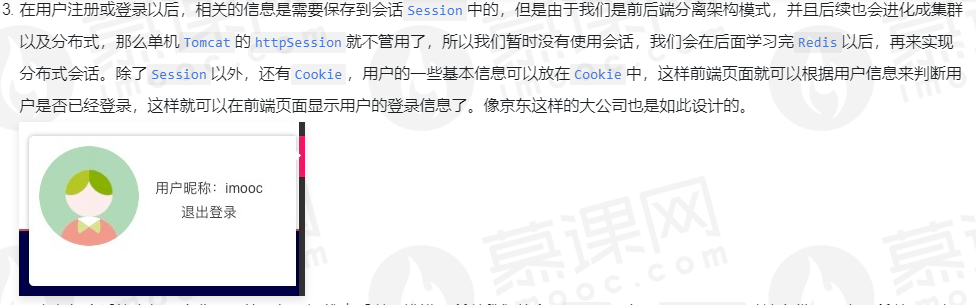 3. 在用户注册或登录以后，相关的信息是需要保存到会话 Session 中的，但是由于我们是前后端分离架构模式，并且后续也会进化成集群
以及分布式，那么单机 Tomcat 的 httpSession 就不管用了，所以我们暂时没有使用会话，我们会在后面学习完 Redis 以后，再来实现
分布式会话。除了 Session 以外，还有 Cookie ，用户的一些基本信息可以放在 Cookie 中，这样前端页面就可以根据用户信息来判断用
户是否已经登录，这样就可以在前端页面显示用户的登录信息了。像京东这样的大公司也是如此设计的。
用户昵称：imooc
退出登录
慕课网
imooc.com